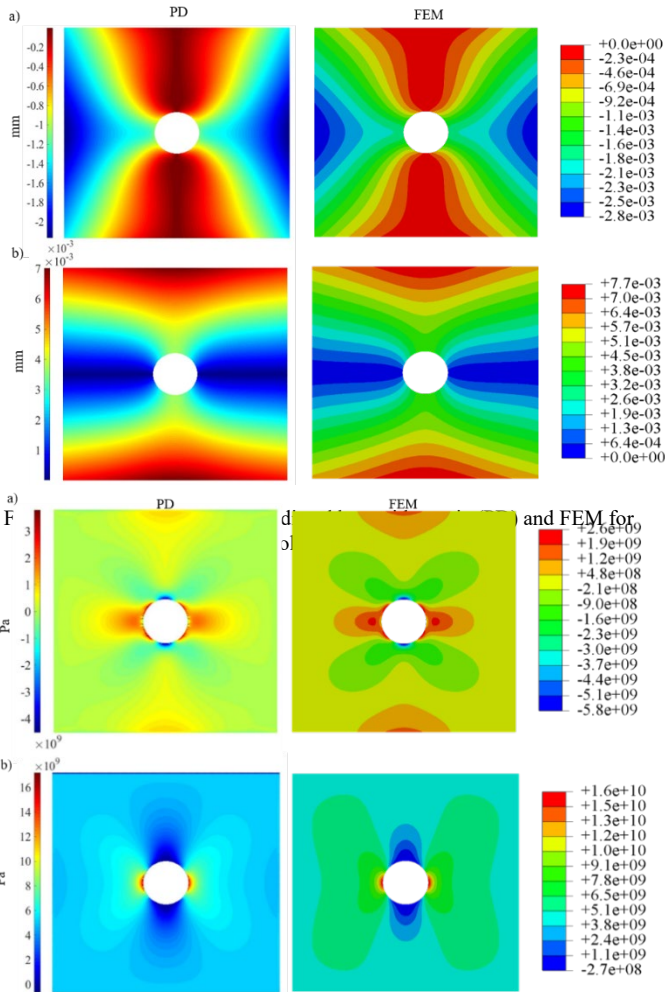 a) PD FEM
-0.2
-0.4
-0.6
-0.8
-1
-1.2
-1.4
-1.6
-1.8
-2
mm
×10⁻³
+0.0e+00
-2.3e-04
-4.6e-04
-6.9e-04
-9.2e-04
-1.1e-03
-1.4e-03
-1.6e-03
-1.8e-03
-2.1e-03
-2.3e-03
-2.5e-03
-2.8e-03
b)
×10⁻³
7
6
5
4
3
2
1
mm
+7.7e-03
+7.0e-03
+6.4e-03
+5.7e-03
+5.1e-03
+4.5e-03
+3.8e-03
+3.2e-03
+2.6e-03
+1.9e-03
+1.3e-03
+6.4e-04
+0.0e+00
a) PD FEM
and FEM for
2
0
-2
-4
Pa
×10⁹
+2.6e+09
+1.9e+09
+1.2e+09
+4.8e+08
-2.1e+08
-9.0e+08
-1.6e+09
-2.3e+09
-3.0e+09
-3.7e+09
-4.4e+09
-5.1e+09
-5.8e+09
b)
16
14
12
10
8
6
4
2
0
Pa
+1.6e+10
+1.5e+10
+1.3e+10
+1.2e+10
+1.0e+10
+9.1e+09
+7.8e+09
+6.5e+09
+5.1e+09
+3.8e+09
+2.4e+09
+1.1e+09
-2.7e+08